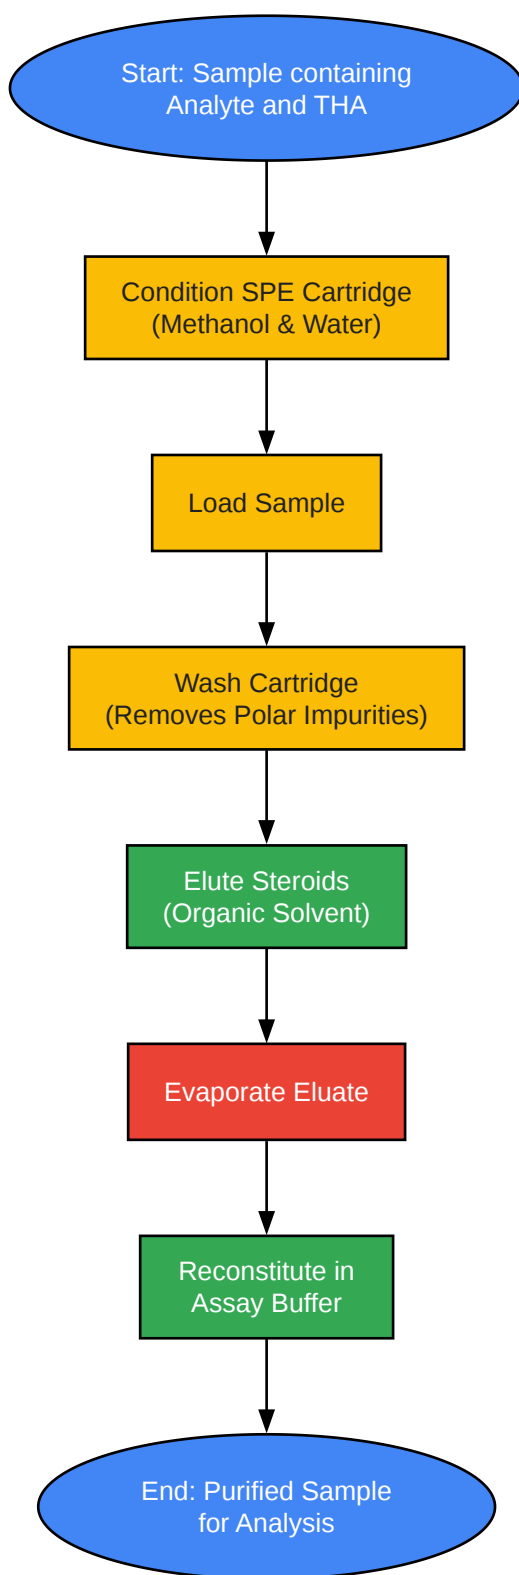 Start: Sample containing
Analyte and THA
Condition SPE Cartridge
(Methanol & Water)
Load Sample
Wash Cartridge
(Removes Polar Impurities)
Elute Steroids
(Organic Solvent)
Evaporate Eluate
Reconstitute in
Assay Buffer
End: Purified Sample
for Analysis